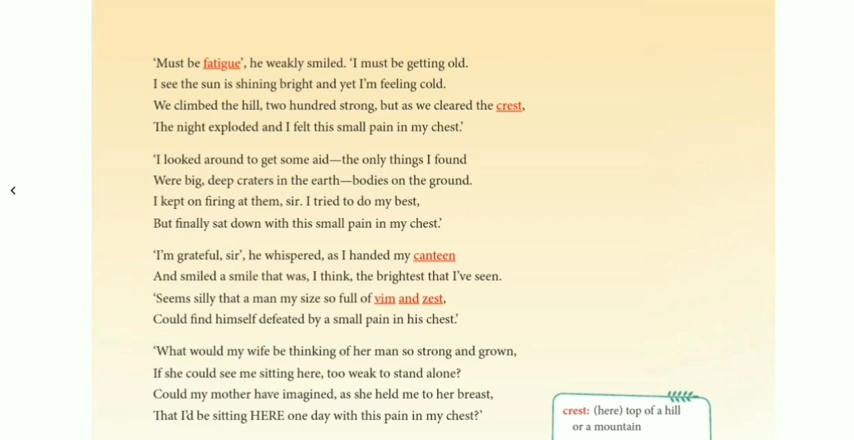 ‘Must be fatigue’, he weakly smiled. ‘I must be getting old.
I see the sun is shining bright and yet I’m feeling cold.
We climbed the hill, two hundred strong, but as we cleared the crest,
The night exploded and I felt this small pain in my chest.’
‘I looked around to get some aid—the only things I found
Were big, deep craters in the earth—bodies on the ground.
I kept on firing at them, sir. I tried to do my best,
But finally sat down with this small pain in my chest.’
‘I’m grateful, sir’, he whispered, as I handed my canteen
And smiled a smile that was, I think, the brightest that I’ve seen.
‘Seems silly that a man my size so full of vim and zest,
Could find himself defeated by a small pain in his chest.’
‘What would my wife be thinking of her man so strong and grown,
If she could see me sitting here, too weak to stand alone?
Could my mother have imagined, as she held me to her breast,
That I’d be sitting HERE one day with this pain in my chest?’
crest: (here) top of a hill
or a mountain